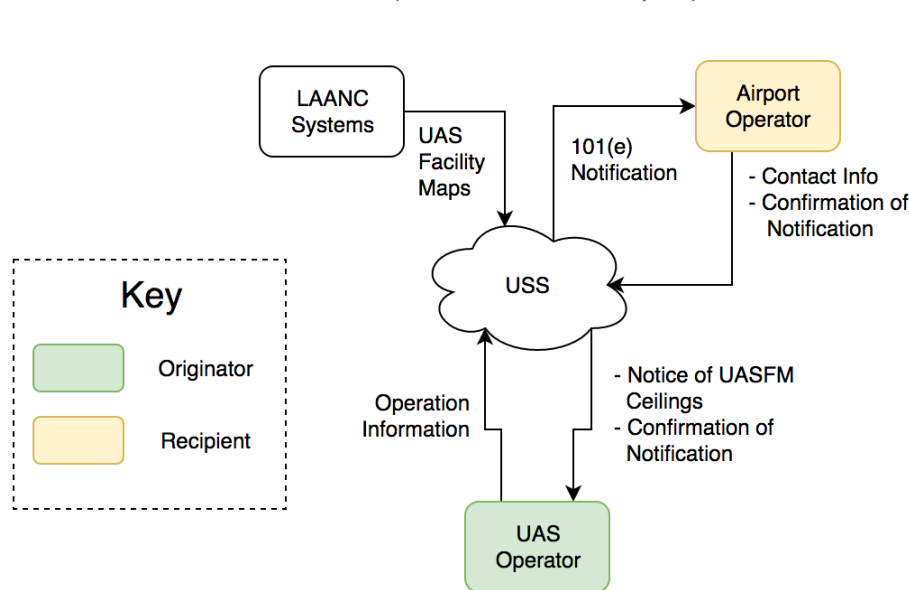 LAANC
Systems
UAS
Facility
Maps
101(e)
Notification
Airport
Operator
- Contact Info
- Confirmation of
Notification
USS
Key
Originator
Recipient
Operation
Information
- Notice of UASFM
Ceilings
- Confirmation of
Notification
UAS
Operator